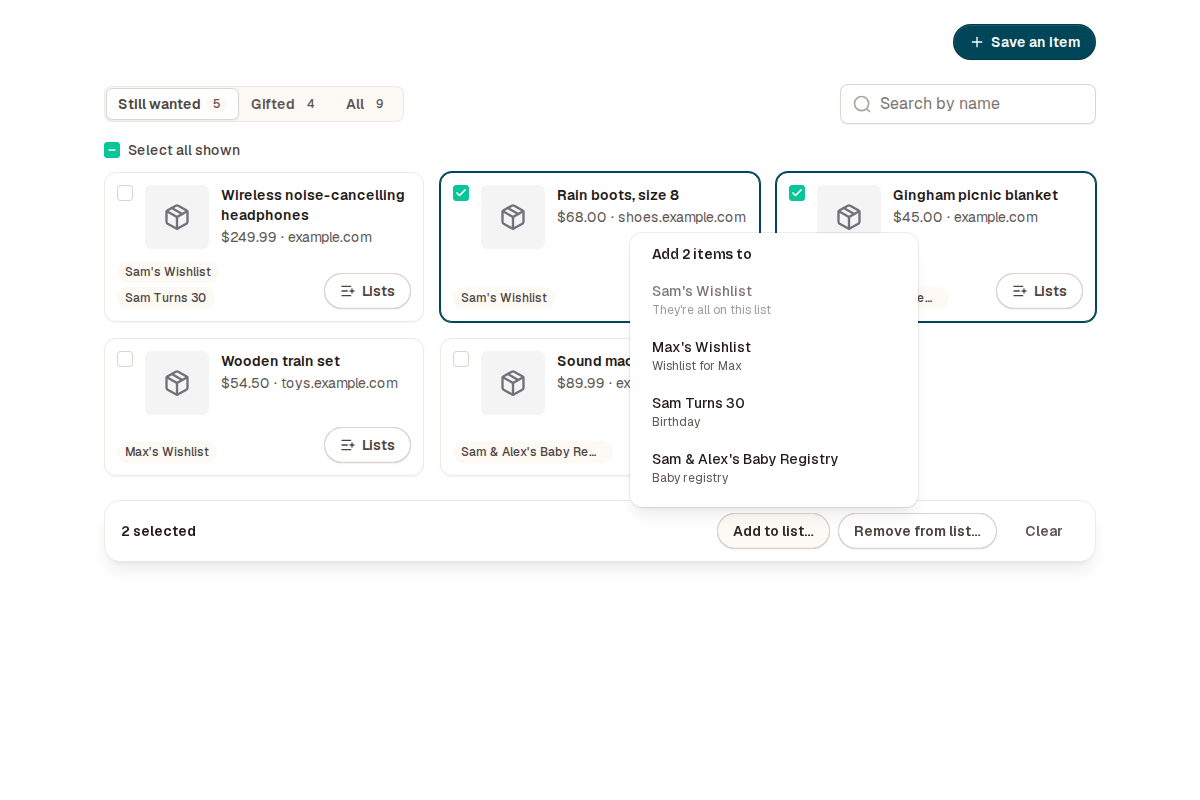 Save an item
Still wanted 5 Gifted 4 All 9
Search by name
Select all shown
Wireless noise-cancelling
headphones
$249.99 · example.com
Sam's Wishlist
Sam Turns 30
Lists
Rain boots, size 8
$68.00 · shoes.example.com
Sam's Wishlist
Gingham picnic blanket
$45.00 · example.com
Lists
Add 2 items to
Sam's Wishlist
They're all on this list
Max's Wishlist
Wishlist for Max
Sam Turns 30
Birthday
Sam & Alex's Baby Registry
Baby registry
Wooden train set
$54.50 · toys.example.com
Max's Wishlist
Lists
Sound
$89.99 ·
Sam & Alex's Baby Re…
2 selected
Add to list…
Remove from list…
Clear